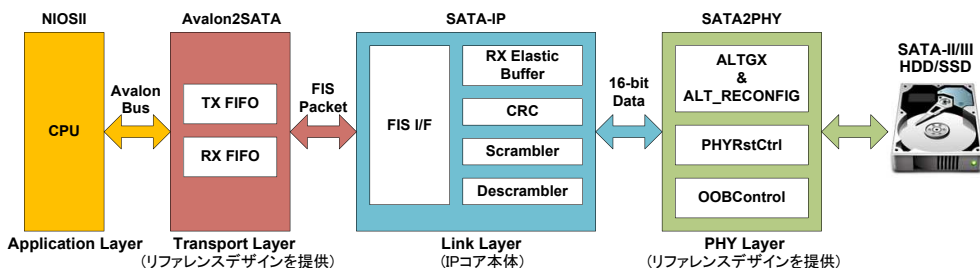 NIOSII
Avalon2SATA
SATA-IP
SATA2PHY
SATA-II/III
HDD/SSD
CPU
Avalon
Bus
TX FIFO
RX FIFO
FIS
Packet
FIS I/F
RX Elastic
Buffer
CRC
Scrambler
Descrambler
16-bit
Data
ALTGX
&
ALT_RECONFIG
PHYRstCtrl
OOBControl
Application Layer
Transport Layer
(リファレンスデザインを提供)
Link Layer
(IPコア本体)
PHY Layer
(リファレンスデザインを提供)